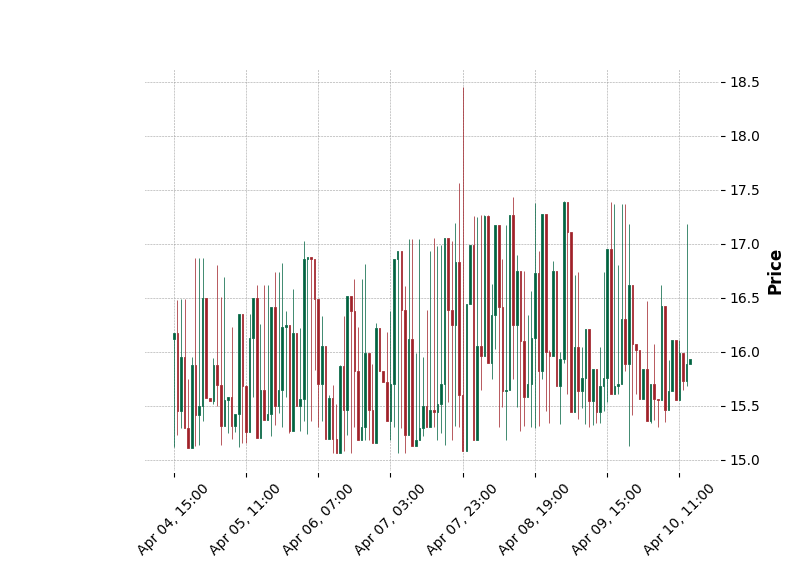 18.5
18.0
17.5
17.0
16.5
16.0
15.5
15.0
Price
Apr 04, 15:00
Apr 05, 11:00
Apr 06, 07:00
Apr 07, 03:00
Apr 07, 23:00
Apr 08, 19:00
Apr 09, 15:00
Apr 10, 11:00